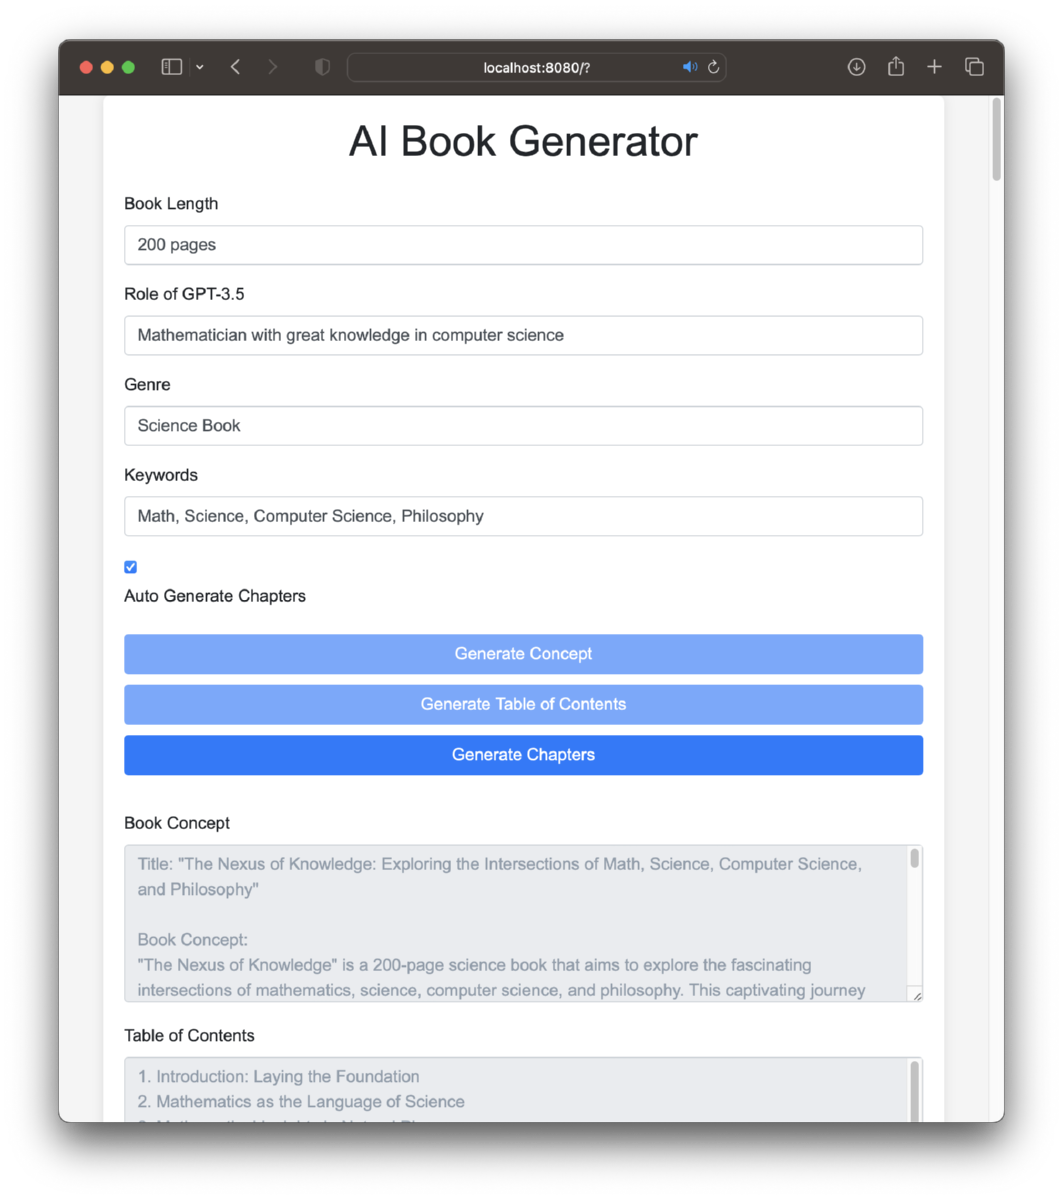 localhost:8080/?
AI Book Generator
Book Length
200 pages
Role of GPT-3.5
Mathematician with great knowledge in computer science
Genre
Science Book
Keywords
Math, Science, Computer Science, Philosophy
Auto Generate Chapters
Generate Concept
Generate Table of Contents
Generate Chapters
Book Concept
Title: "The Nexus of Knowledge: Exploring the Intersections of Math, Science, Computer Science,
and Philosophy"
Book Concept:
"The Nexus of Knowledge" is a 200-page science book that aims to explore the fascinating
intersections of mathematics, science, computer science, and philosophy. This captivating journey
Table of Contents
1. Introduction: Laying the Foundation
2. Mathematics as the Language of Science